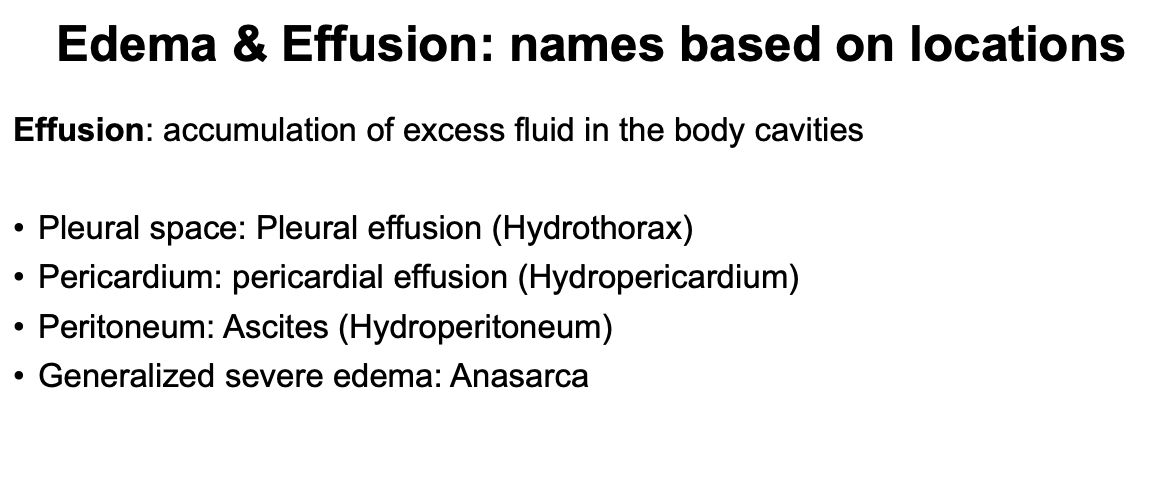 Edema & Effusion: names based on locations
Effusion: accumulation of excess fluid in the body cavities
• Pleural space: Pleural effusion (Hydrothorax)
• Pericardium: pericardial effusion (Hydropericardium)
• Peritoneum: Ascites (Hydroperitoneum)
• Generalized severe edema: Anasarca